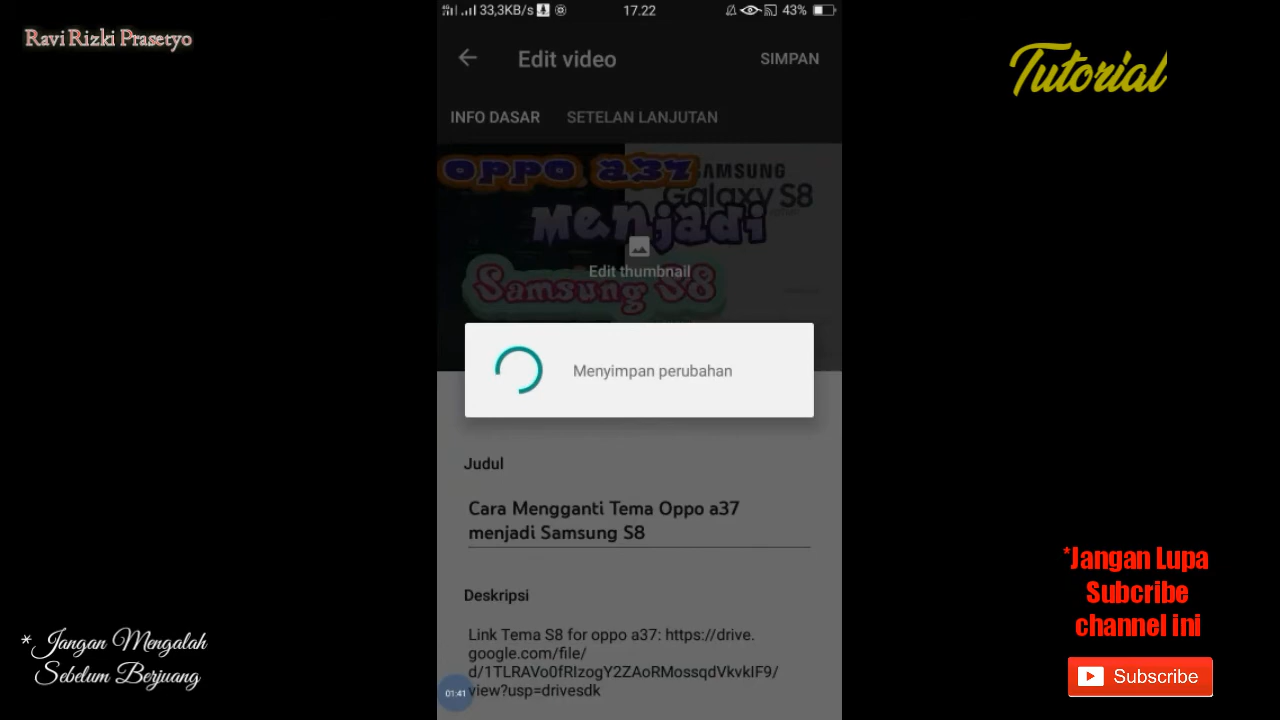 33,3KB/s
17.22
43%
Ravi Rizki Prasetyo
Tutorial
Edit video
SIMPAN
INFO DASAR
SETELAN LANJUTAN
OPPO a37
SAMSUNG
Galaxy S8
Menjadi
Edit thumbnail
Samsung S8
Menyimpan perubahan
Judul
Cara Mengganti Tema Oppo a37
menjadi Samsung S8
Deskripsi
Link Tema S8 for oppo a37: https://drive.
google.com/file/
d/1TLRAVo0fRIzogY2ZAoRMossqdVkvkIF9/
view?usp=drivesdk
01:41
* Jangan Mengalah
Sebelum Berjuang
*Jangan Lupa
Subcribe
channel ini
Subscribe